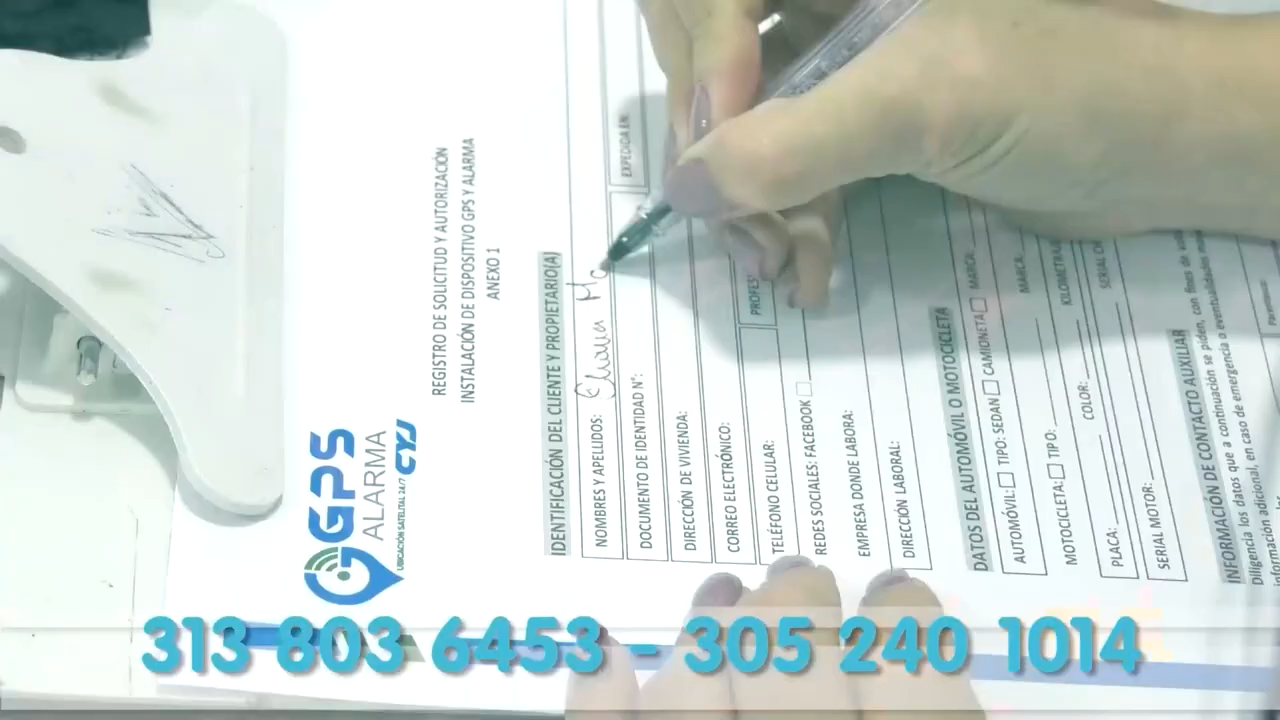 GPS
ALARMA
CYJ
UBICACIÓN SATELITAL 24/7
REGISTRO DE SOLICITUD Y AUTORIZACIÓN
INSTALACIÓN DE DISPOSITIVO GPS Y ALARMA
ANEXO 1
IDENTIFICACIÓN DEL CLIENTE Y PROPIETARIO(A)
NOMBRES Y APELLIDOS:
DOCUMENTO DE IDENTIDAD N°: EXPEDIDA EN:
DIRECCIÓN DE VIVIENDA:
CORREO ELECTRÓNICO:
TELÉFONO CELULAR: PROFES
REDES SOCIALES: FACEBOOK
EMPRESA DONDE LABORA:
DIRECCIÓN LABORAL:
DATOS DEL AUTOMÓVIL O MOTOCICLETA
AUTOMÓVIL: TIPO: SEDAN CAMIONETA MARCA:
MOTOCICLETA: TIPO: MARCA:
PLACA: COLOR: KILOMETRA
SERIAL MOTOR: SERIAL CH
INFORMACIÓN DE CONTACTO AUXILIAR
Diligencia los datos que a continuación se piden, con fines de
información adicional, en caso de emergencia o eventualidades
313 803 6453 - 305 240 1014